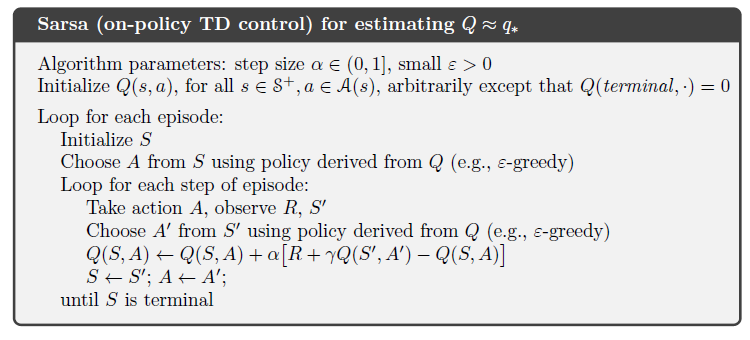 Sarsa (on-policy TD control) for estimating Q ≈ q∗
Algorithm parameters: step size α ∈ (0, 1], small ε > 0
Initialize Q(s, a), for all s ∈ 𝒮⁺, a ∈ 𝒜(s), arbitrarily except that Q(terminal, ·) = 0
Loop for each episode:
Initialize S
Choose A from S using policy derived from Q (e.g., ε-greedy)
Loop for each step of episode:
Take action A, observe R, S′
Choose A′ from S′ using policy derived from Q (e.g., ε-greedy)
Q(S, A) ← Q(S, A) + α[R + γQ(S′, A′) − Q(S, A)]
S ← S′; A ← A′;
until S is terminal